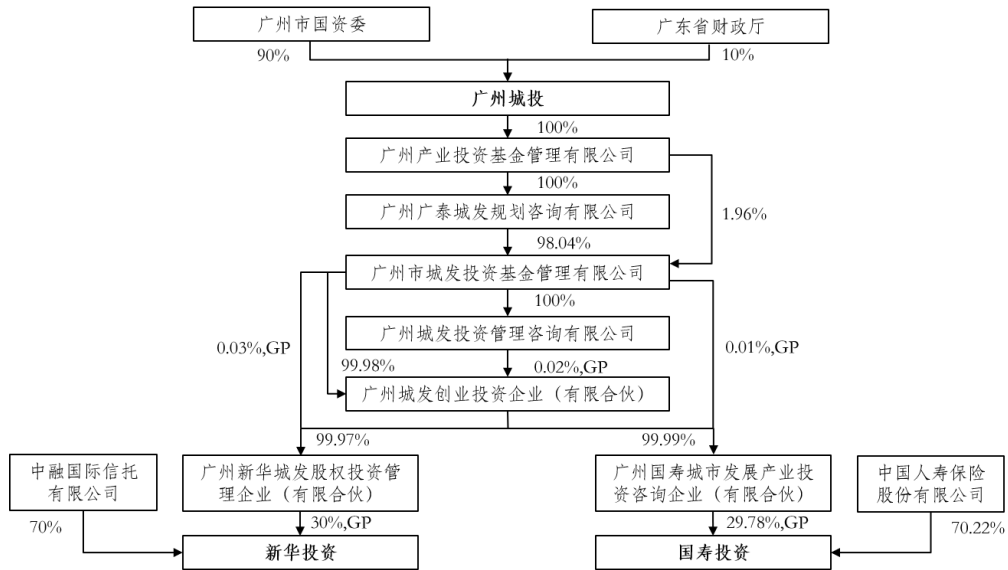 广州市国资委
广东省财政厅
90%
10%
广州城投
100%
广州产业投资基金管理有限公司
100%
1.96%
广州广泰城发规划咨询有限公司
98.04%
广州市城发投资基金管理有限公司
100%
广州城发投资管理咨询有限公司
0.03%,GP
99.98%
0.02%,GP
0.01%,GP
广州城发创业投资企业（有限合伙）
99.97%
99.99%
中融国际信托
有限公司
广州新华城发股权投资管
理企业（有限合伙）
广州国寿城市发展产业投
资咨询企业（有限合伙）
中国人寿保险
股份有限公司
70%
30%,GP
29.78%,GP
70.22%
新华投资
国寿投资